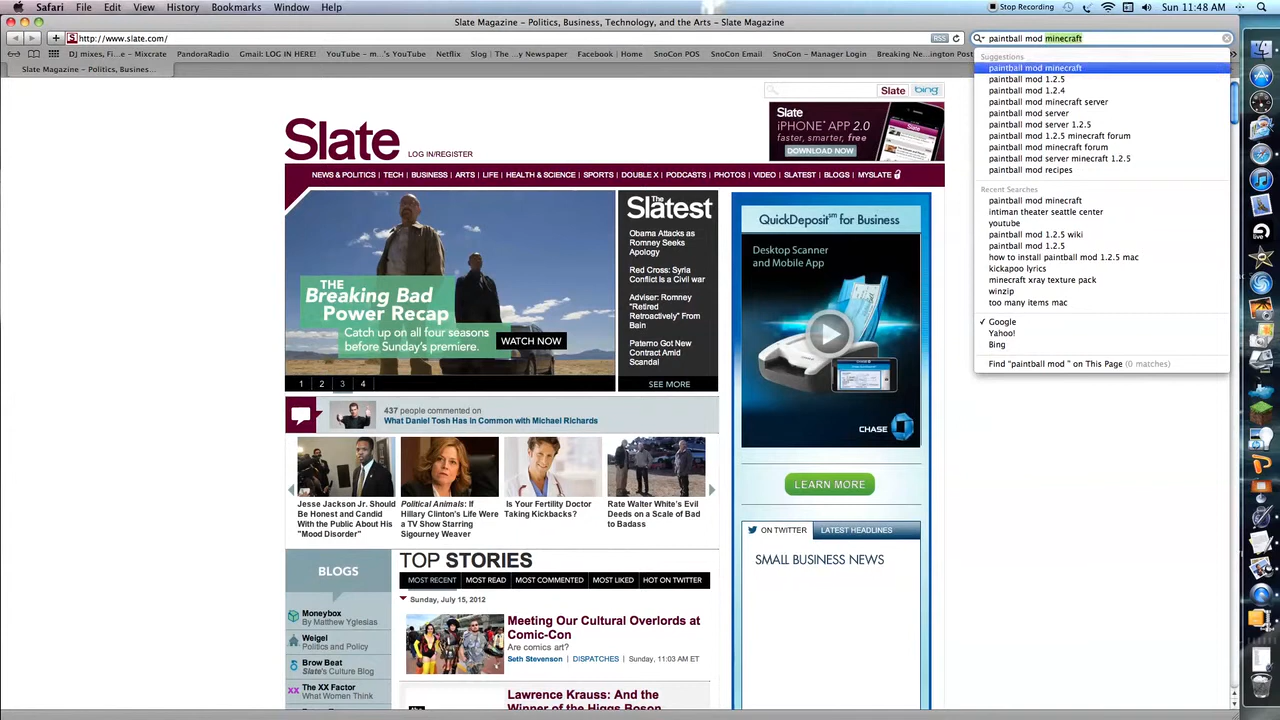 Safari File Edit View History Bookmarks Window Help
Stop Recording Sun 11:48 AM
Slate Magazine - Politics, Business, Technology, and the Arts - Slate Magazine
http://www.slate.com/
RSS
paintball mod minecraft
DJ mixes, Fi... - Mixcrate PandoraRadio Gmail: LOG IN HERE! YouTube - m...'s YouTube Netflix Slog | The ...y Newspaper Facebook | Home SnoCon POS SnoCon - EMAIL SnoCon - Manager Login Breaking Ne...
Slate Magazine - Politics, Busines...
Suggestions
paintball mod minecraft
paintball mod 1.2.5
paintball mod 1.2.4
paintball mod minecraft server
paintball mod server
paintball mod server 1.2.5
paintball mod 1.2.5 minecraft forum
paintball mod minecraft forum
paintball mod server minecraft 1.2.5
paintball mod recipes
Recent Searches
paintball mod minecraft
intiman theater seattle center
youtube
paintball mod 1.2.5 wiki
paintball mod 1.2.5
how to install paintball mod 1.2.5 mac
kickapoo lyrics
minecraft xray texture pack
winzip
too many items mac
Google
Yahoo!
Bing
Find "paintball mod " on This Page (0 matches)
Slate bing
Slate
LOG IN/REGISTER
Slate
iPHONE APP 2.0
faster, smarter, free
DOWNLOAD NOW
NEWS & POLITICS TECH BUSINESS ARTS LIFE HEALTH & SCIENCE SPORTS DOUBLE X PODCASTS PHOTOS VIDEO SLATEST BLOGS MYSLATE
THE
Breaking Bad
Power Recap
Catch up on all four seasons
before Sunday's premiere.
WATCH NOW
1 2 3 4
The
Slatest
Obama Attacks as
Romney Seeks
Apology
Red Cross: Syria
Conflict Is a Civil war
Adviser: Romney
"Retired
Retroactively" From
Bain
Paterno Got New
Contract Amid
Scandal
SEE MORE
437 people commented on
What Daniel Tosh Has In Common with Michael Richards
Jesse Jackson Jr. Should
Be Honest and Candid
With the Public About His
"Mood Disorder"
Political Animals: If
Hillary Clinton's Life Were
a TV Show Starring
Sigourney Weaver
Is Your Fertility Doctor
Taking Kickbacks?
Rate Walter White's Evil
Deeds on a Scale of Bad
to Badass
QuickDeposit℠ for Business
Desktop Scanner
and Mobile App
CHASE
LEARN MORE
ON TWITTER LATEST HEADLINES
SMALL BUSINESS NEWS
BLOGS
Moneybox
By Matthew Yglesias
Weigel
Politics and Policy
Brow Beat
Slate's Culture Blog
XX
The XX Factor
What Women Think
TOP STORIES
MOST RECENT MOST READ MOST COMMENTED MOST LIKED HOT ON TWITTER
Sunday, July 15, 2012
Meeting Our Cultural Overlords at
Comic-Con
Are comics art?
Seth Stevenson | DISPATCHES | Sunday, 11:03 AM ET
Lawrence Krauss: And the
Winner of the Higgs Boson